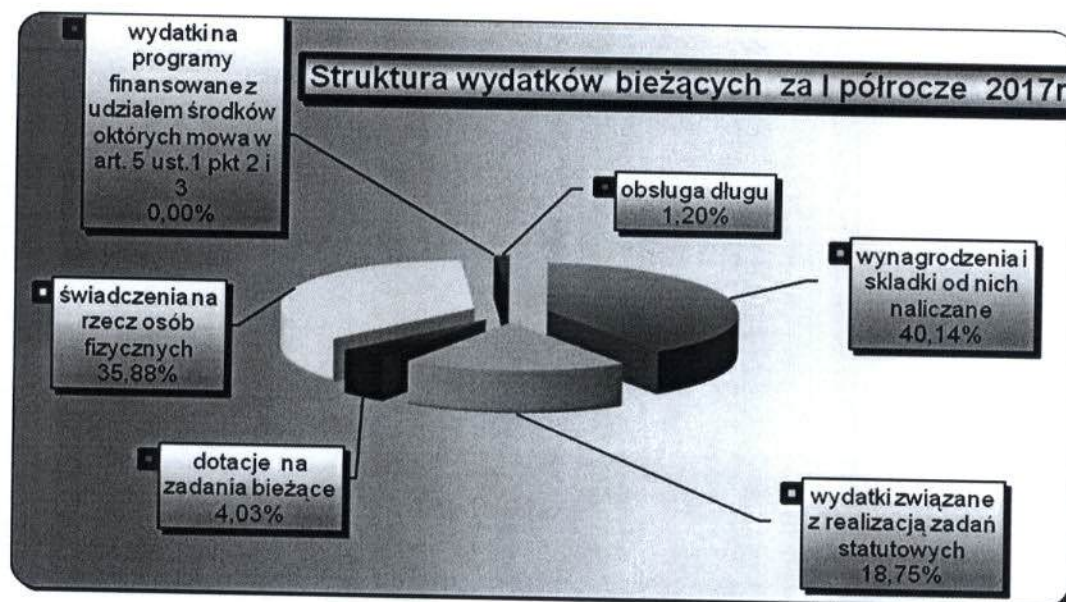 wydatki na
programy
finansowane z
udziałem środków
októrych mowa w
art. 5 ust.1 pkt 2 i
3
0,00%
Struktura wydatków bieżących za I półrocze 2017r
obsługa długu
1,20%
wynagrodzenia i
skladki od nich
naliczane
40,14%
świadczenia na
rzecz osób
fizycznych
35,88%
dotacje na
zadania bieżące
4,03%
wydatki związane
z realizacją zadań
statutowych
18,75%